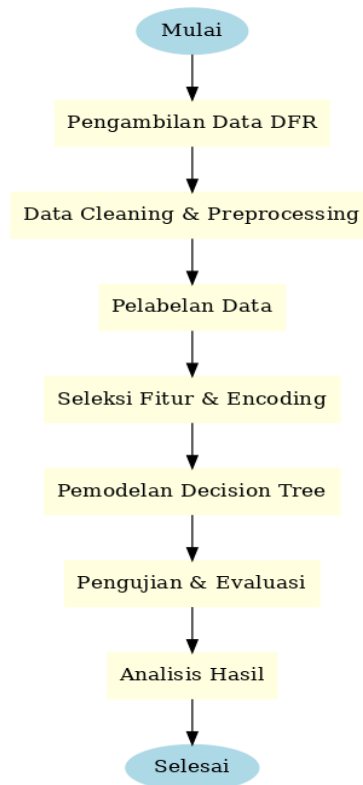 Mulai
Pengambilan Data DFR
Data Cleaning & Preprocessing
Pelabelan Data
Seleksi Fitur & Encoding
Pemodelan Decision Tree
Pengujian & Evaluasi
Analisis Hasil
Selesai